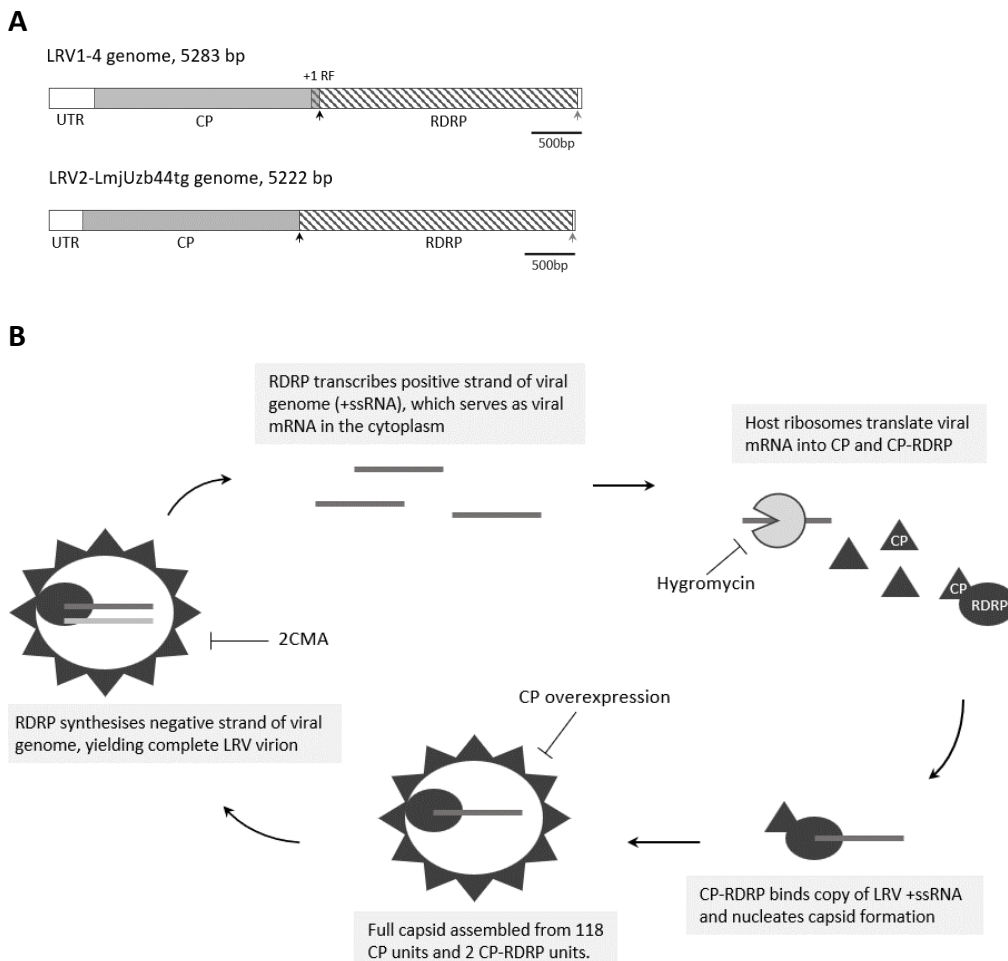 A
LRV1-4 genome, 5283 bp
+1 RF
UTR
CP
RDRP
500bp
LRV2-LmjUzb44tg genome, 5222 bp
UTR
CP
RDRP
500bp
B
RDRP transcribes positive strand of viral
genome (+ssRNA), which serves as viral
mRNA in the cytoplasm
Host ribosomes translate viral
mRNA into CP and CP-RDRP
CP
Hygromycin
CP
RDRP
2CMA
CP overexpression
RDRP synthesises negative strand of viral
genome, yielding complete LRV virion
CP-RDRP binds copy of LRV +ssRNA
and nucleates capsid formation
Full capsid assembled from 118
CP units and 2 CP-RDRP units.